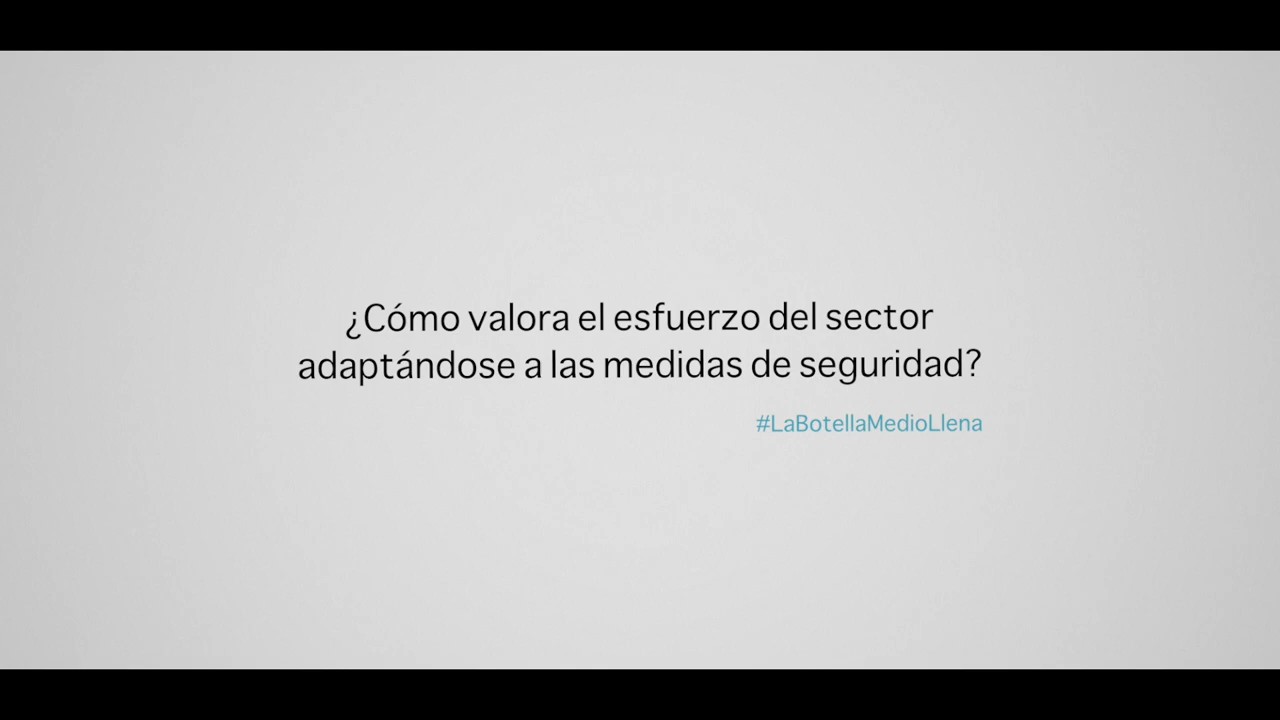 ¿Cómo valora el esfuerzo del sector
adaptándose a las medidas de seguridad?
#LaBotellaMedioLlena